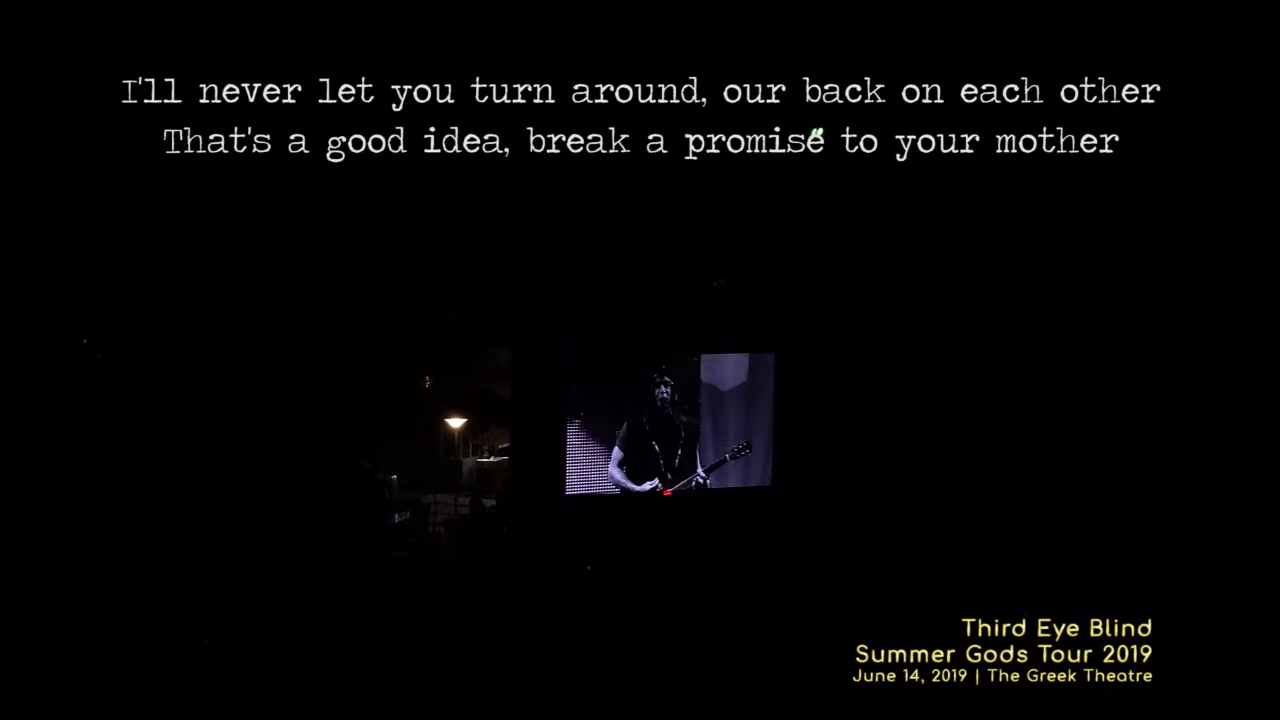 I'll never let you turn around, our back on each other
That's a good idea, break a promise to your mother
Third Eye Blind
Summer Gods Tour 2019
June 14, 2019 | The Greek Theatre